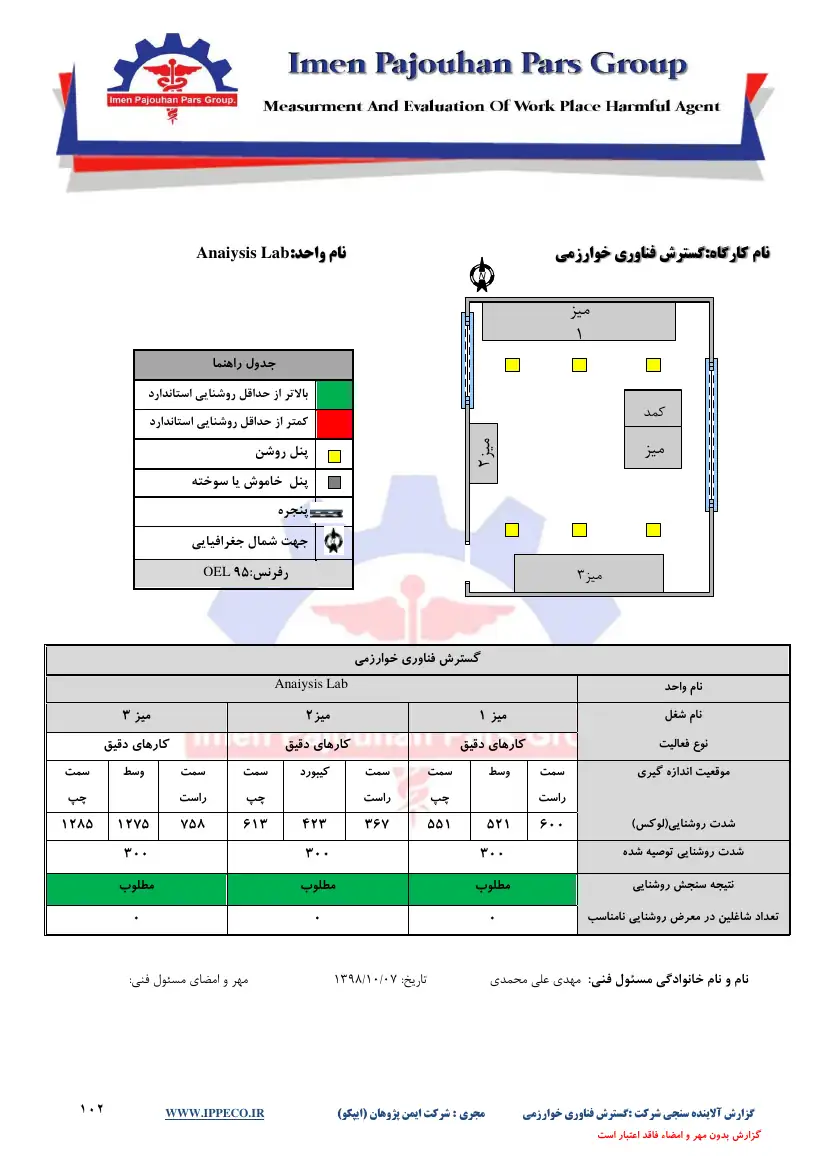 Imen Pajouhan Pars Group
Imen Pajouhan Pars Group.
Measurment And Evaluation Of Work Place Harmful Agent
نام کارگاه:گسترش فناوری خوارزمی
نام واحد:Anaiysis Lab
N
میز
۱
کمد
میز
میز۲
میز۳
جدول راهنما
بالاتر از حداقل روشنایی استاندارد
کمتر از حداقل روشنایی استاندارد
پنل روشن
پنل خاموش یا سوخته
پنجره
جهت شمال جغرافیایی
رفرنس:۹۵ OEL
گسترش فناوری خوارزمی
نام واحد Anaiysis Lab
نام شغل میز ۱ میز۲ میز ۳
نوع فعالیت کارهای دقیق کارهای دقیق کارهای دقیق
موقعیت اندازه گیری سمت راست وسط سمت چپ سمت راست کیبورد سمت چپ سمت راست وسط سمت چپ
شدت روشنایی(لوکس) ۶۰۰ ۵۲۱ ۵۵۱ ۳۶۷ ۴۲۳ ۶۱۳ ۷۵۸ ۱۲۷۵ ۱۲۸۵
شدت روشنایی توصیه شده ۳۰۰ ۳۰۰ ۳۰۰
نتیجه سنجش روشنایی مطلوب مطلوب مطلوب
تعداد شاغلین در معرض روشنایی نامناسب ۰ ۰ ۰
Imen Pajouhan Pars Group
نام و نام خانوادگی مسئول فنی: مهدی علی محمدی تاریخ: ۱۳۹۸/۱۰/۰۷ مهر و امضای مسئول فنی:
گزارش آلاینده سنجی شرکت :گسترش فناوری خوارزمی مجری : شرکت ایمن پژوهان (ایپکو) WWW.IPPECO.IR ۱۰۲
گزارش بدون مهر و امضاء فاقد اعتبار است